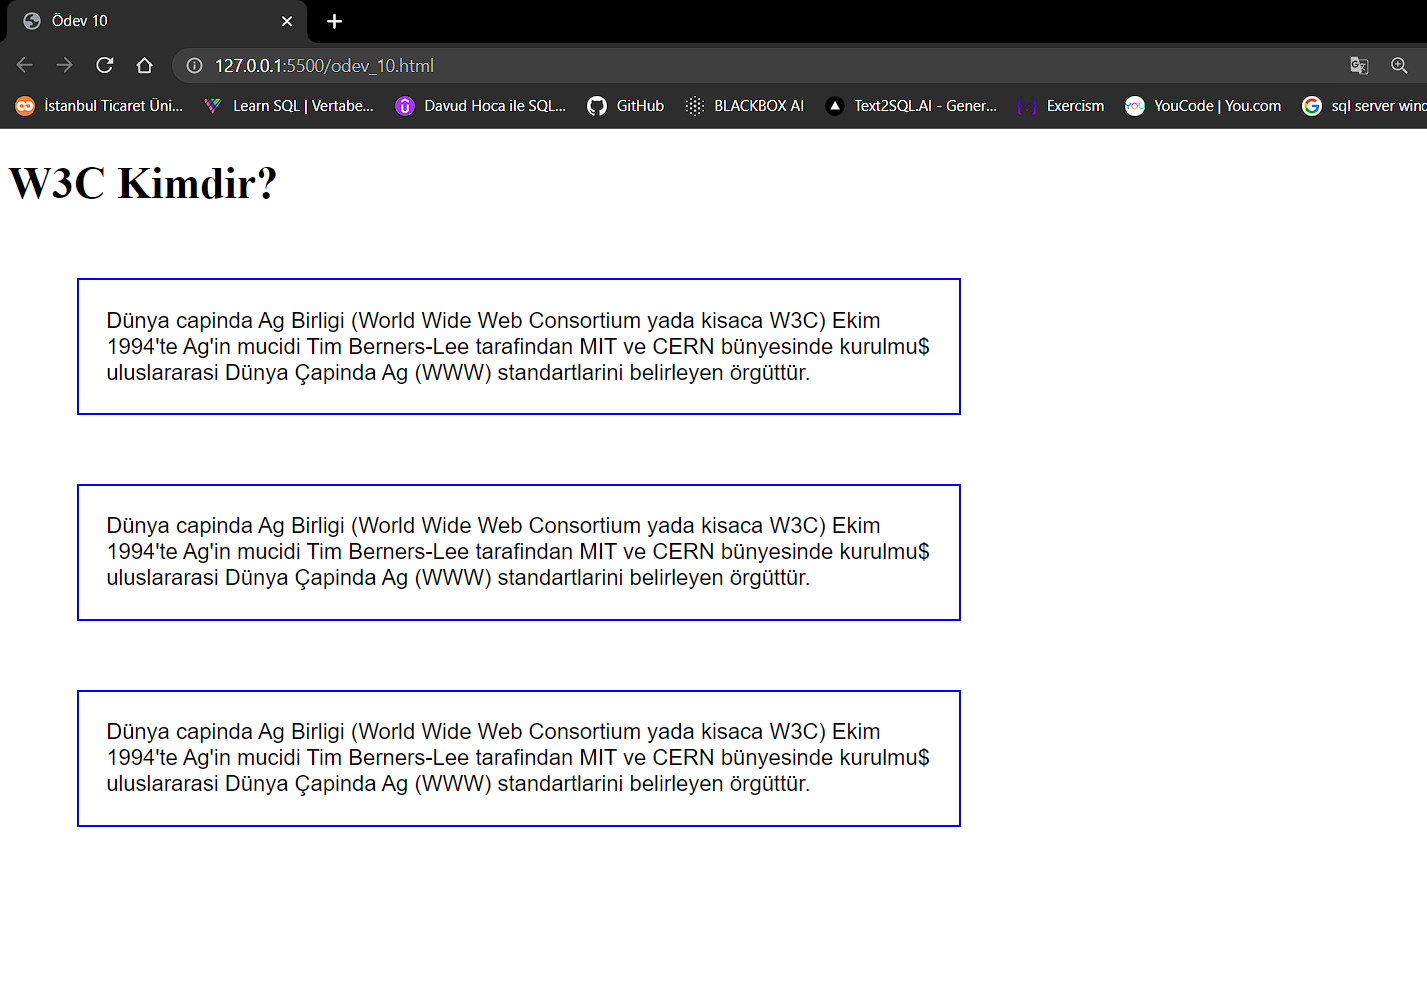 Ödev 10
127.0.0.1:5500/odev_10.html
İstanbul Ticaret Üni... Learn SQL | Vertabe... Davud Hoca ile SQL... GitHub BLACKBOX AI Text2SQL.AI - Gener... Exercism YouCode | You.com sql server wind
W3C Kimdir?
Dünya capinda Ag Birligi (World Wide Web Consortium yada kisaca W3C) Ekim
1994'te Ag'in mucidi Tim Berners-Lee tarafindan MIT ve CERN bünyesinde kurulmu$
uluslararasi Dünya Çapinda Ag (WWW) standartlarini belirleyen örgüttür.
Dünya capinda Ag Birligi (World Wide Web Consortium yada kisaca W3C) Ekim
1994'te Ag'in mucidi Tim Berners-Lee tarafindan MIT ve CERN bünyesinde kurulmu$
uluslararasi Dünya Çapinda Ag (WWW) standartlarini belirleyen örgüttür.
Dünya capinda Ag Birligi (World Wide Web Consortium yada kisaca W3C) Ekim
1994'te Ag'in mucidi Tim Berners-Lee tarafindan MIT ve CERN bünyesinde kurulmu$
uluslararasi Dünya Çapinda Ag (WWW) standartlarini belirleyen örgüttür.